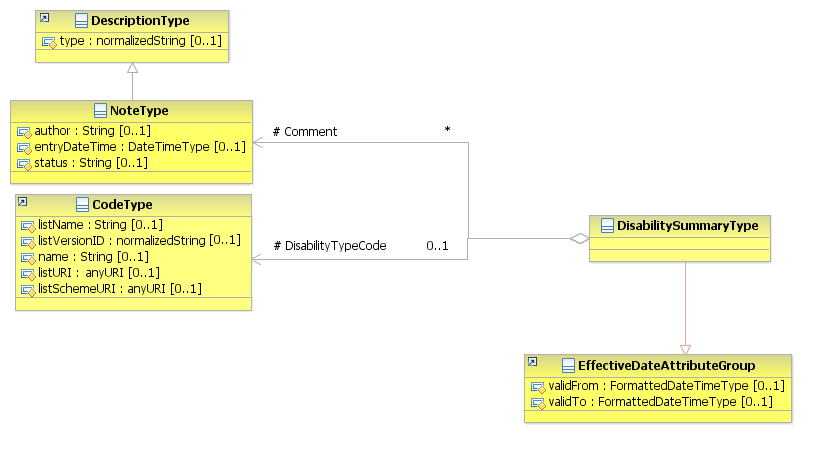 DescriptionType
type : normalizedString [0..1]
NoteType
author : String [0..1]
entryDateTime : DateTimeType [0..1]
status : String [0..1]
# Comment *
CodeType
listName : String [0..1]
listVersionID : normalizedString [0..1]
name : String [0..1]
listURI : anyURI [0..1]
listSchemeURI : anyURI [0..1]
# DisabilityTypeCode 0..1
DisabilitySummaryType
EffectiveDateAttributeGroup
validFrom : FormattedDateTimeType [0..1]
validTo : FormattedDateTimeType [0..1]